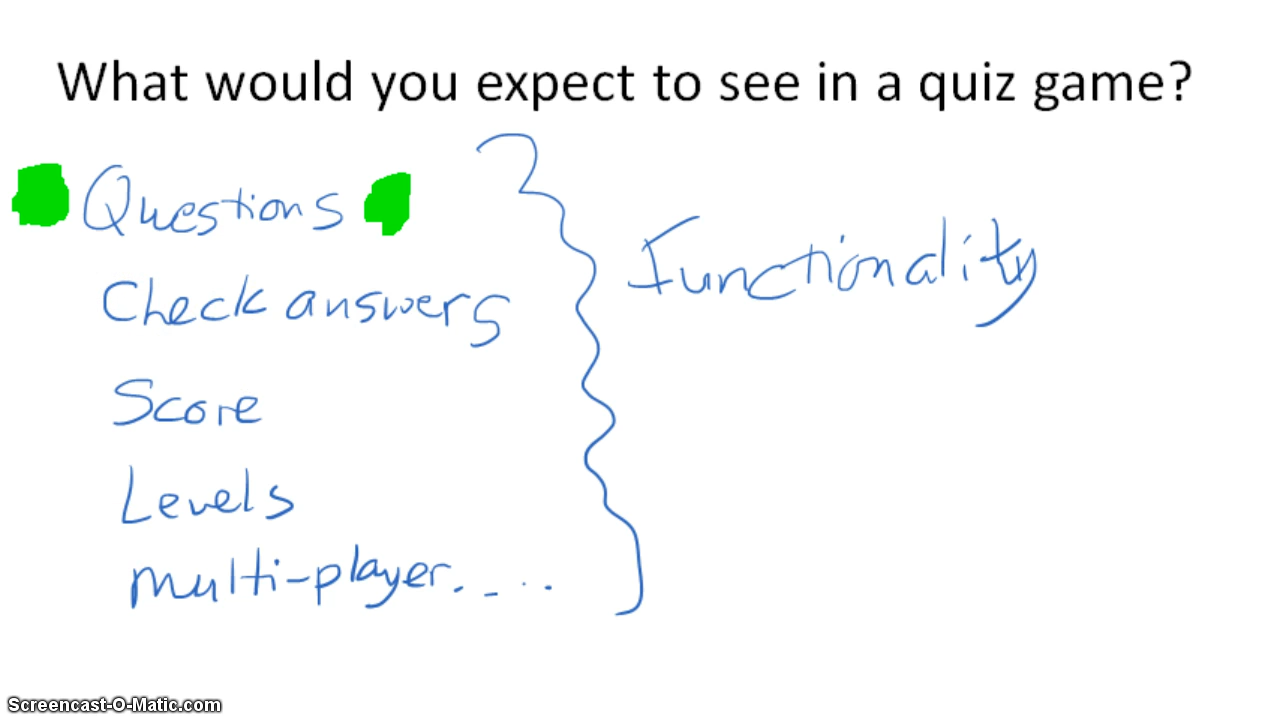 What would you expect to see in a quiz game?
Questions
Check answers
Functionality
Score
Levels
multi-player.....
Screencast-O-Matic.com